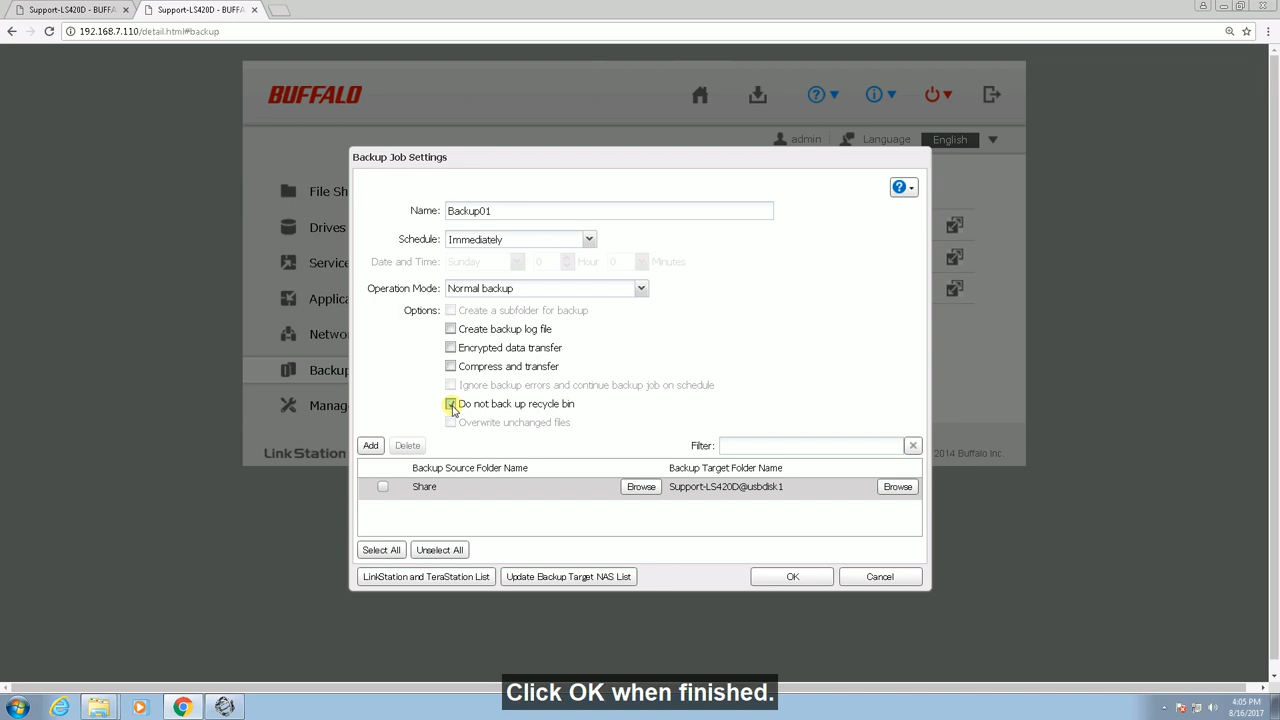 Support-LS420D - BUFFA
Support-LS420D - BUFFA
192.168.7.110/detail.html#backup
BUFFALO
admin
Language
English
Backup Job Settings
Name: Backup01
Schedule: Immediately
Date and Time: Sunday 0 Hour 0 Minutes
Operation Mode: Normal backup
Options: Create a subfolder for backup
Create backup log file
Encrypted data transfer
Compress and transfer
Ignore backup errors and continue backup job on schedule
Do not back up recycle bin
Overwrite unchanged files
File Sh
Drives
Service
Applica
Networ
Backup
Manag
LinkStation
2014 Buffalo Inc.
Add Delete Filter:
Backup Source Folder Name Backup Target Folder Name
Share Browse Support-LS420D@usbdisk1 Browse
Select All Unselect All
LinkStation and TeraStation List Update Backup Target NAS List OK Cancel
Click OK when finished.
4:05 PM
8/16/2017